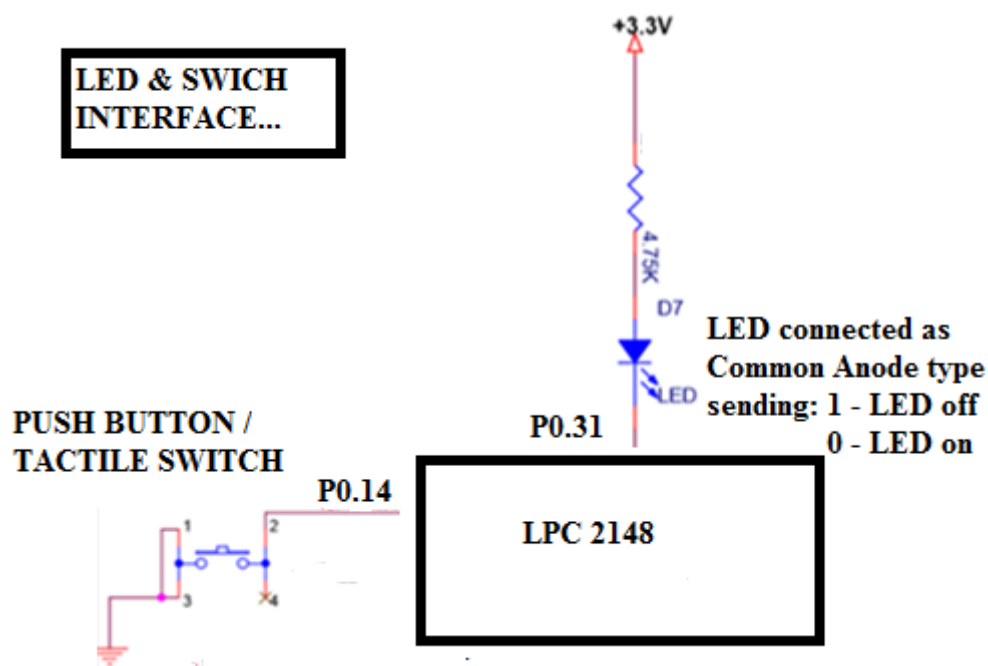 +3.3V
LED & SWICH
INTERFACE...
4.75K
D7
LED
LED connected as
Common Anode type
sending: 1 - LED off
0 - LED on
P0.31
PUSH BUTTON /
TACTILE SWITCH
P0.14
1
2
3
4
LPC 2148